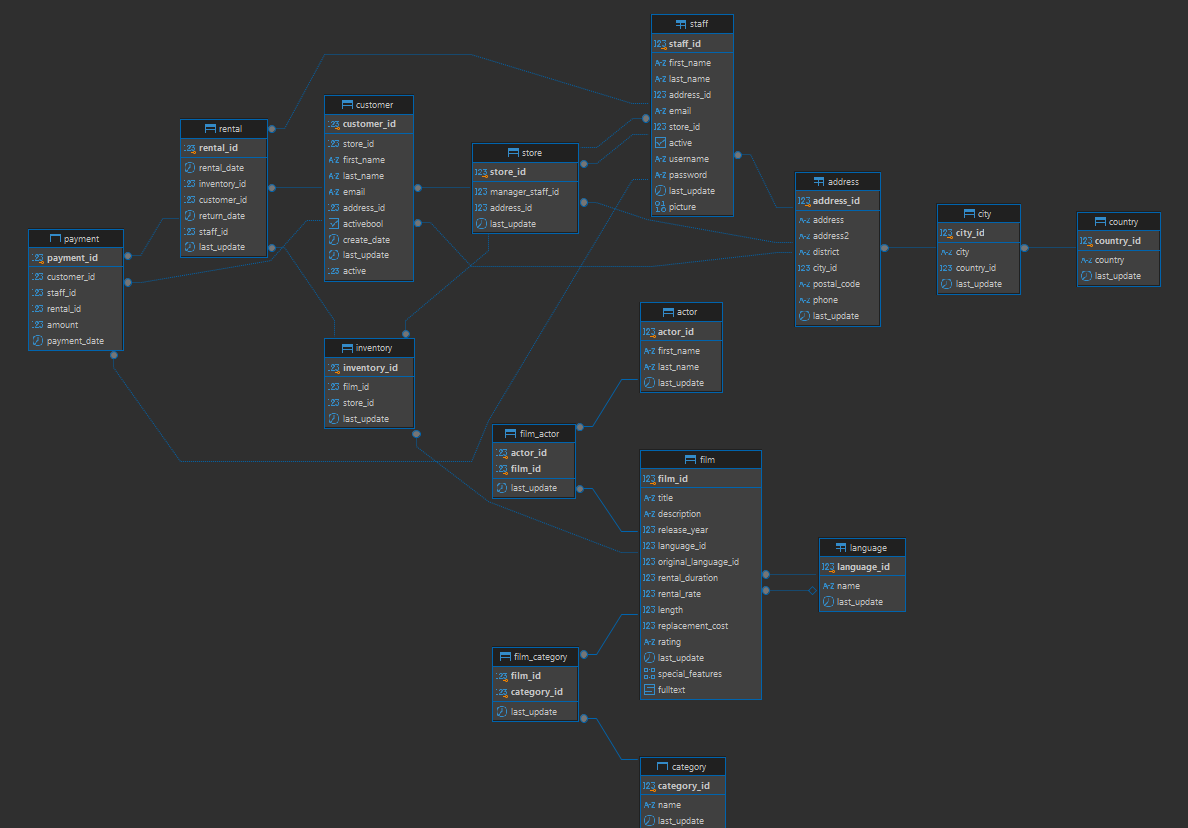 staff
staff_id
first_name
last_name
address_id
email
store_id
active
username
password
last_update
picture
customer
customer_id
store_id
first_name
last_name
email
address_id
activebool
create_date
last_update
active
rental
rental_id
rental_date
inventory_id
customer_id
return_date
staff_id
last_update
store
store_id
manager_staff_id
address_id
last_update
address
address_id
address
address2
district
city_id
postal_code
phone
last_update
city
city_id
city
country_id
last_update
country
country_id
country
last_update
payment
payment_id
customer_id
staff_id
rental_id
amount
payment_date
actor
actor_id
first_name
last_name
last_update
inventory
inventory_id
film_id
store_id
last_update
film_actor
actor_id
film_id
last_update
film
film_id
title
description
release_year
language_id
original_language_id
rental_duration
rental_rate
length
replacement_cost
rating
last_update
special_features
fulltext
language
language_id
name
last_update
film_category
film_id
category_id
last_update
category
category_id
name
last_update